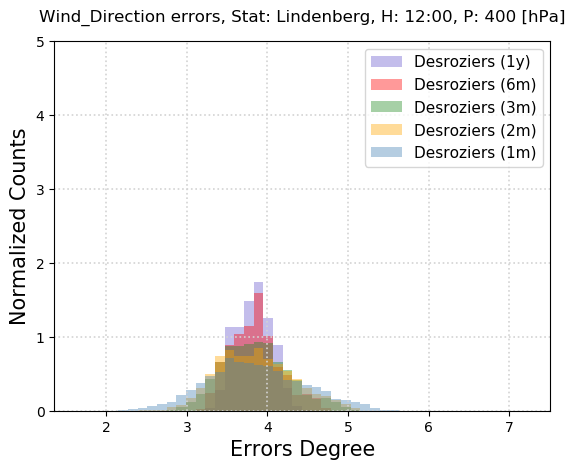 Wind_Direction errors, Stat: Lindenberg, H: 12:00, P: 400 [hPa]
5
4
3
2
1
0
Normalized Counts
Desroziers (1y)
Desroziers (6m)
Desroziers (3m)
Desroziers (2m)
Desroziers (1m)
2 3 4 5 6 7
Errors Degree